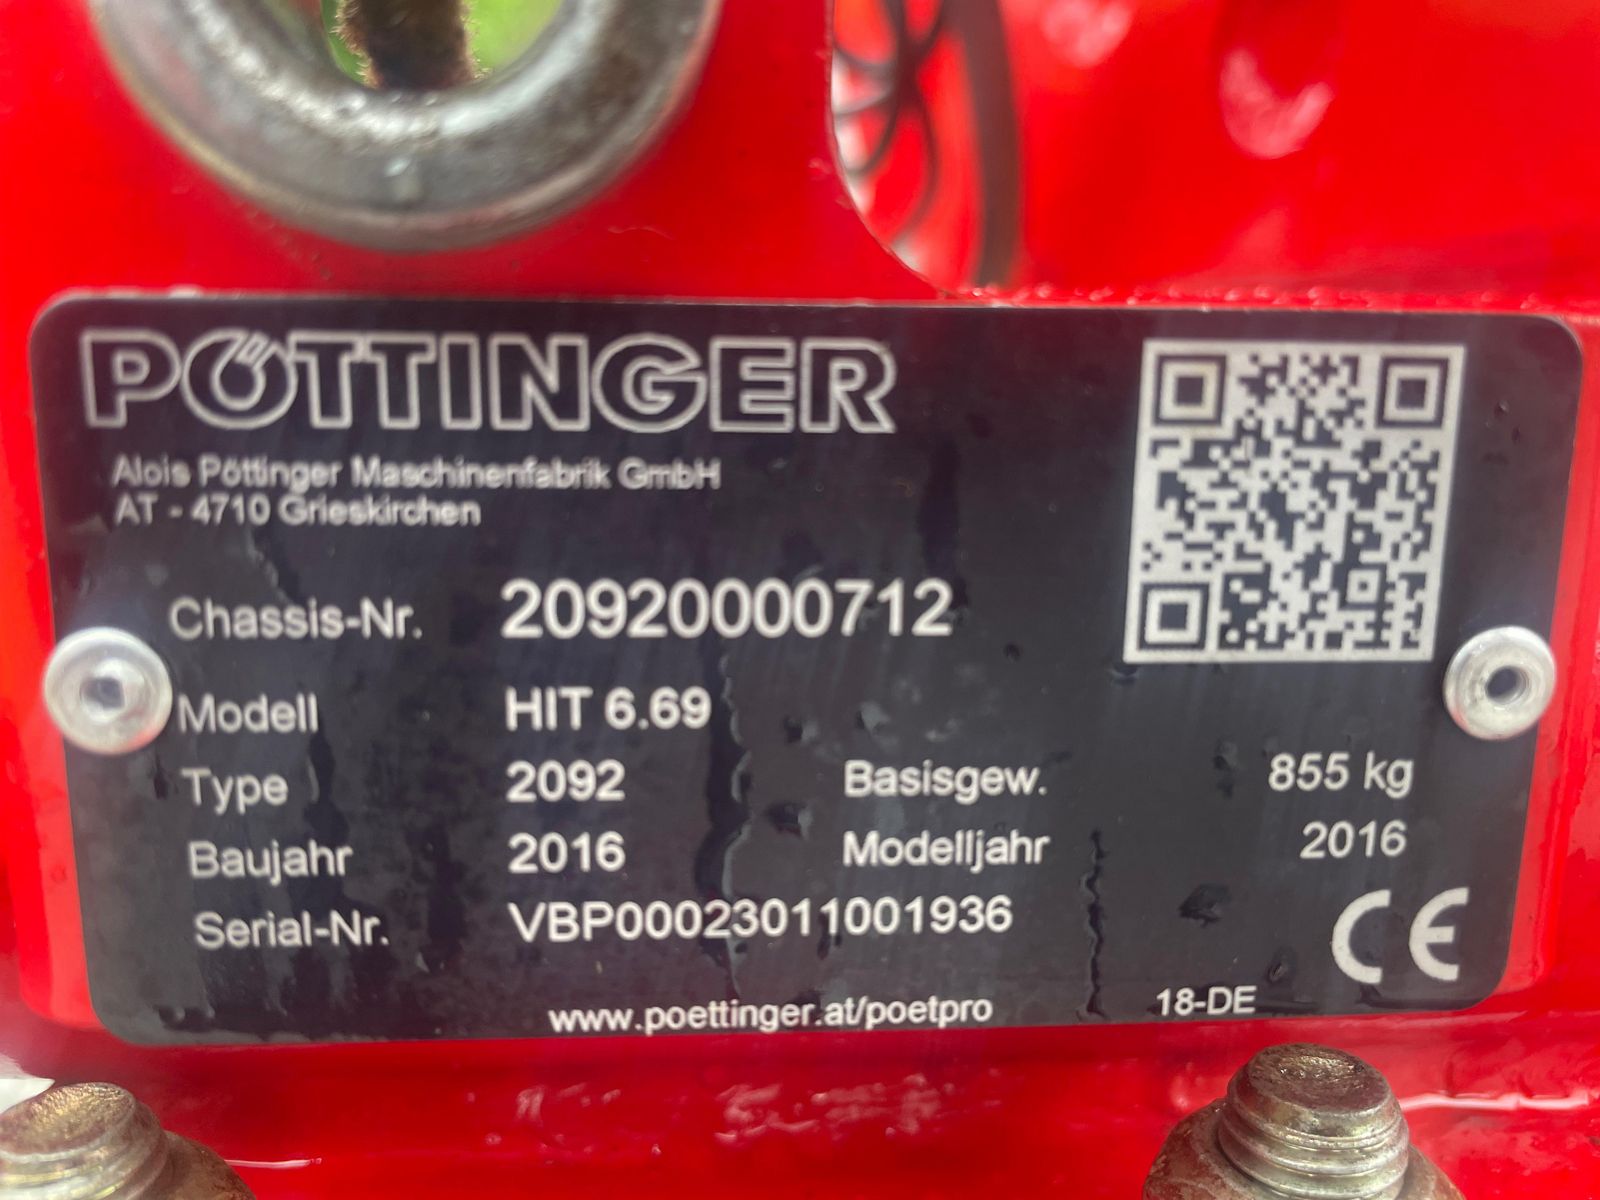 PÖTTINGER
Alois Pöttinger Maschinenfabrik GmbH
AT - 4710 Grieskirchen
Chassis-Nr. 20920000712
Modell HIT 6.69
Type 2092 Basisgew. 855 kg
Baujahr 2016 Modelljahr 2016
Serial-Nr. VBP00023011001936
CE
www.poettinger.at/poetpro 18-DE